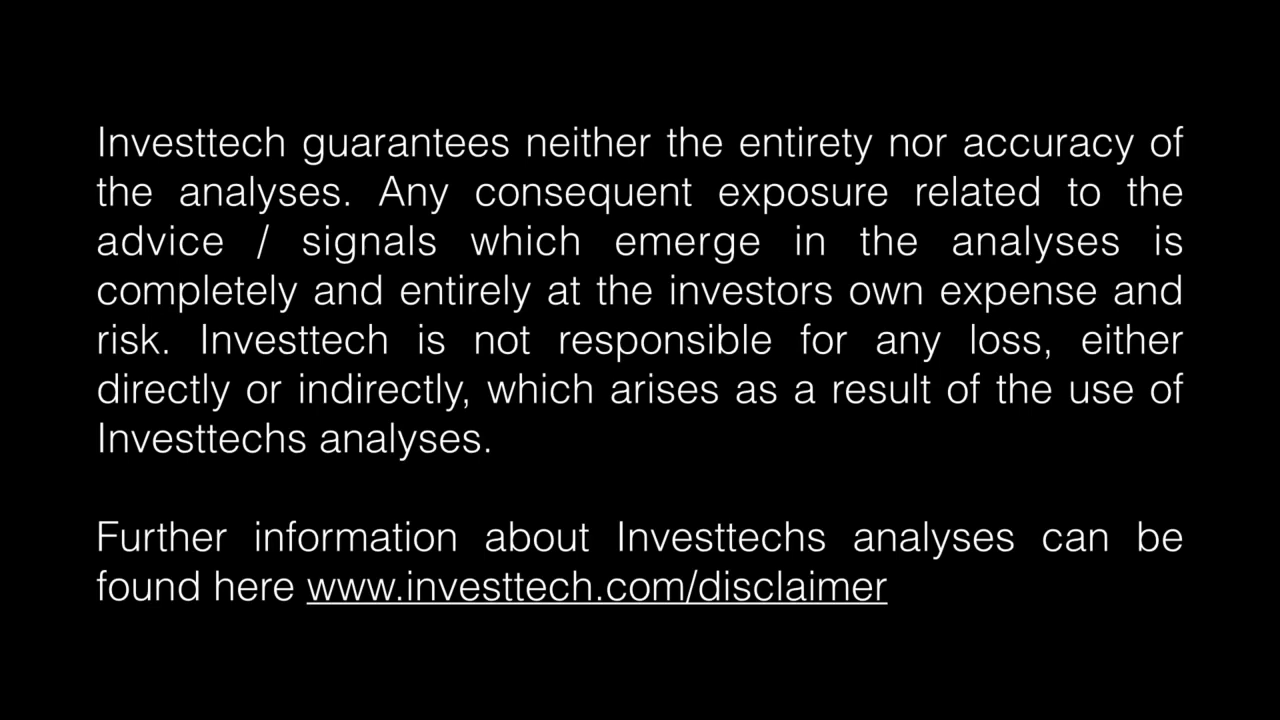 Investtech guarantees neither the entirety nor accuracy of
the analyses. Any consequent exposure related to the
advice / signals which emerge in the analyses is
completely and entirely at the investors own expense and
risk. Investtech is not responsible for any loss, either
directly or indirectly, which arises as a result of the use of
Investtechs analyses.
Further information about Investtechs analyses can be
found here www.investtech.com/disclaimer